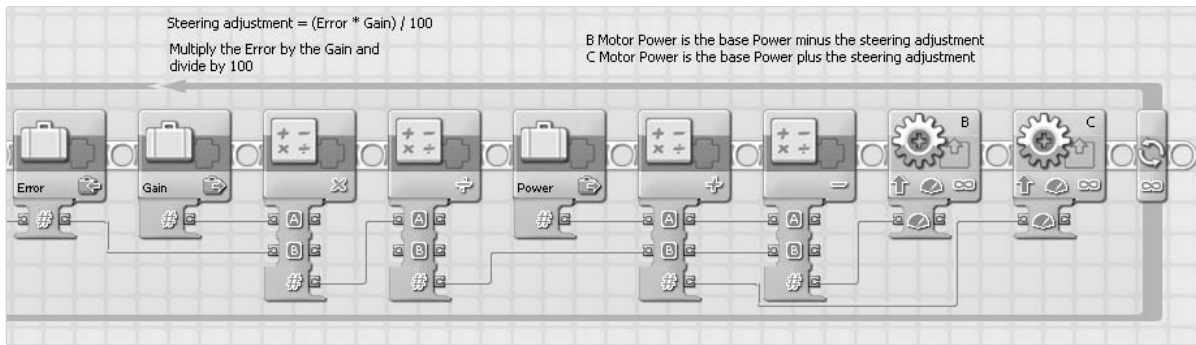 Steering adjustment = (Error * Gain) / 100
Multiply the Error by the Gain and
divide by 100
B Motor Power is the base Power minus the steering adjustment
C Motor Power is the base Power plus the steering adjustment
B
C
Error
Gain
Power
# # A A # A A
B B B B
# # # #